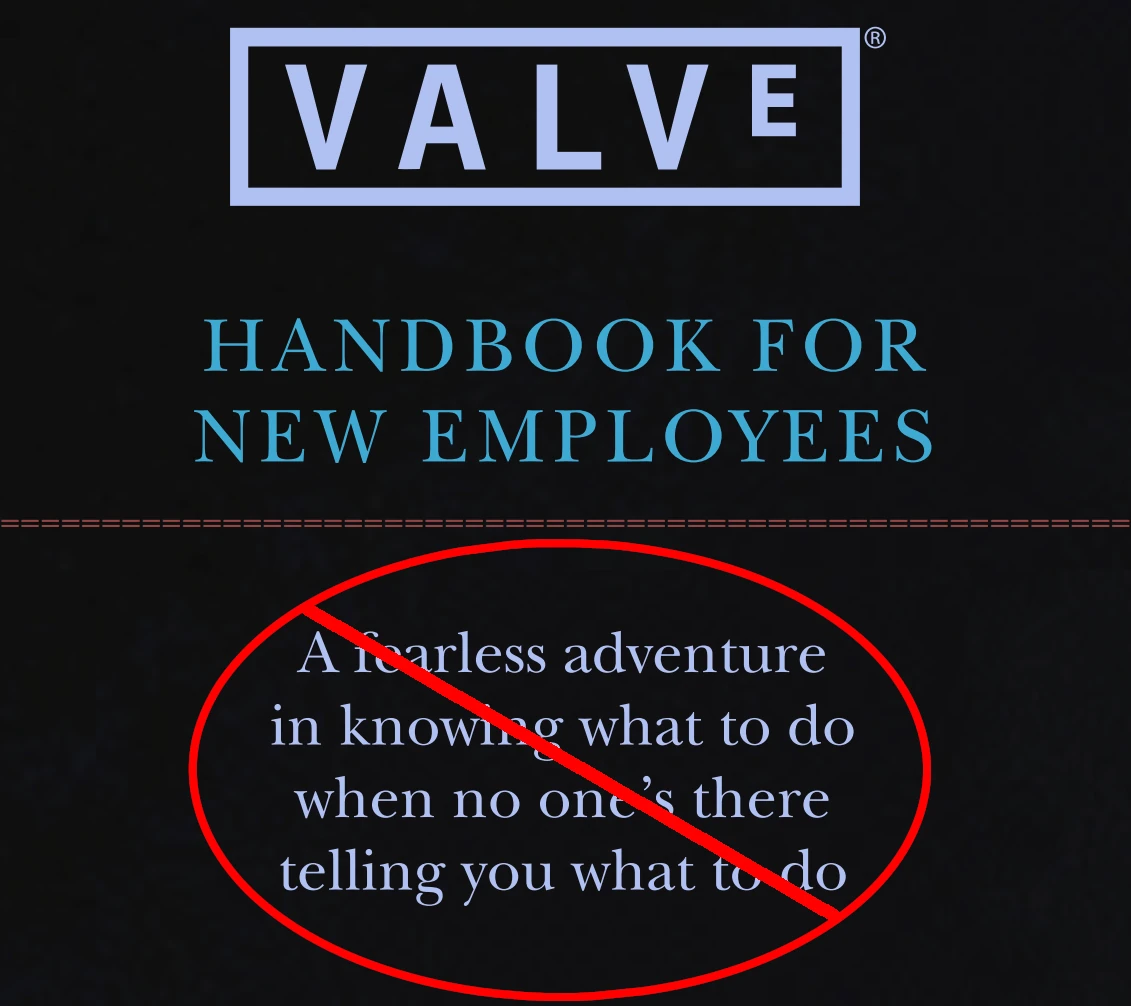 VALVE®
HANDBOOK FOR
NEW EMPLOYEES
A fearless adventure
in knowing what to do
when no one’s there
telling you what to do